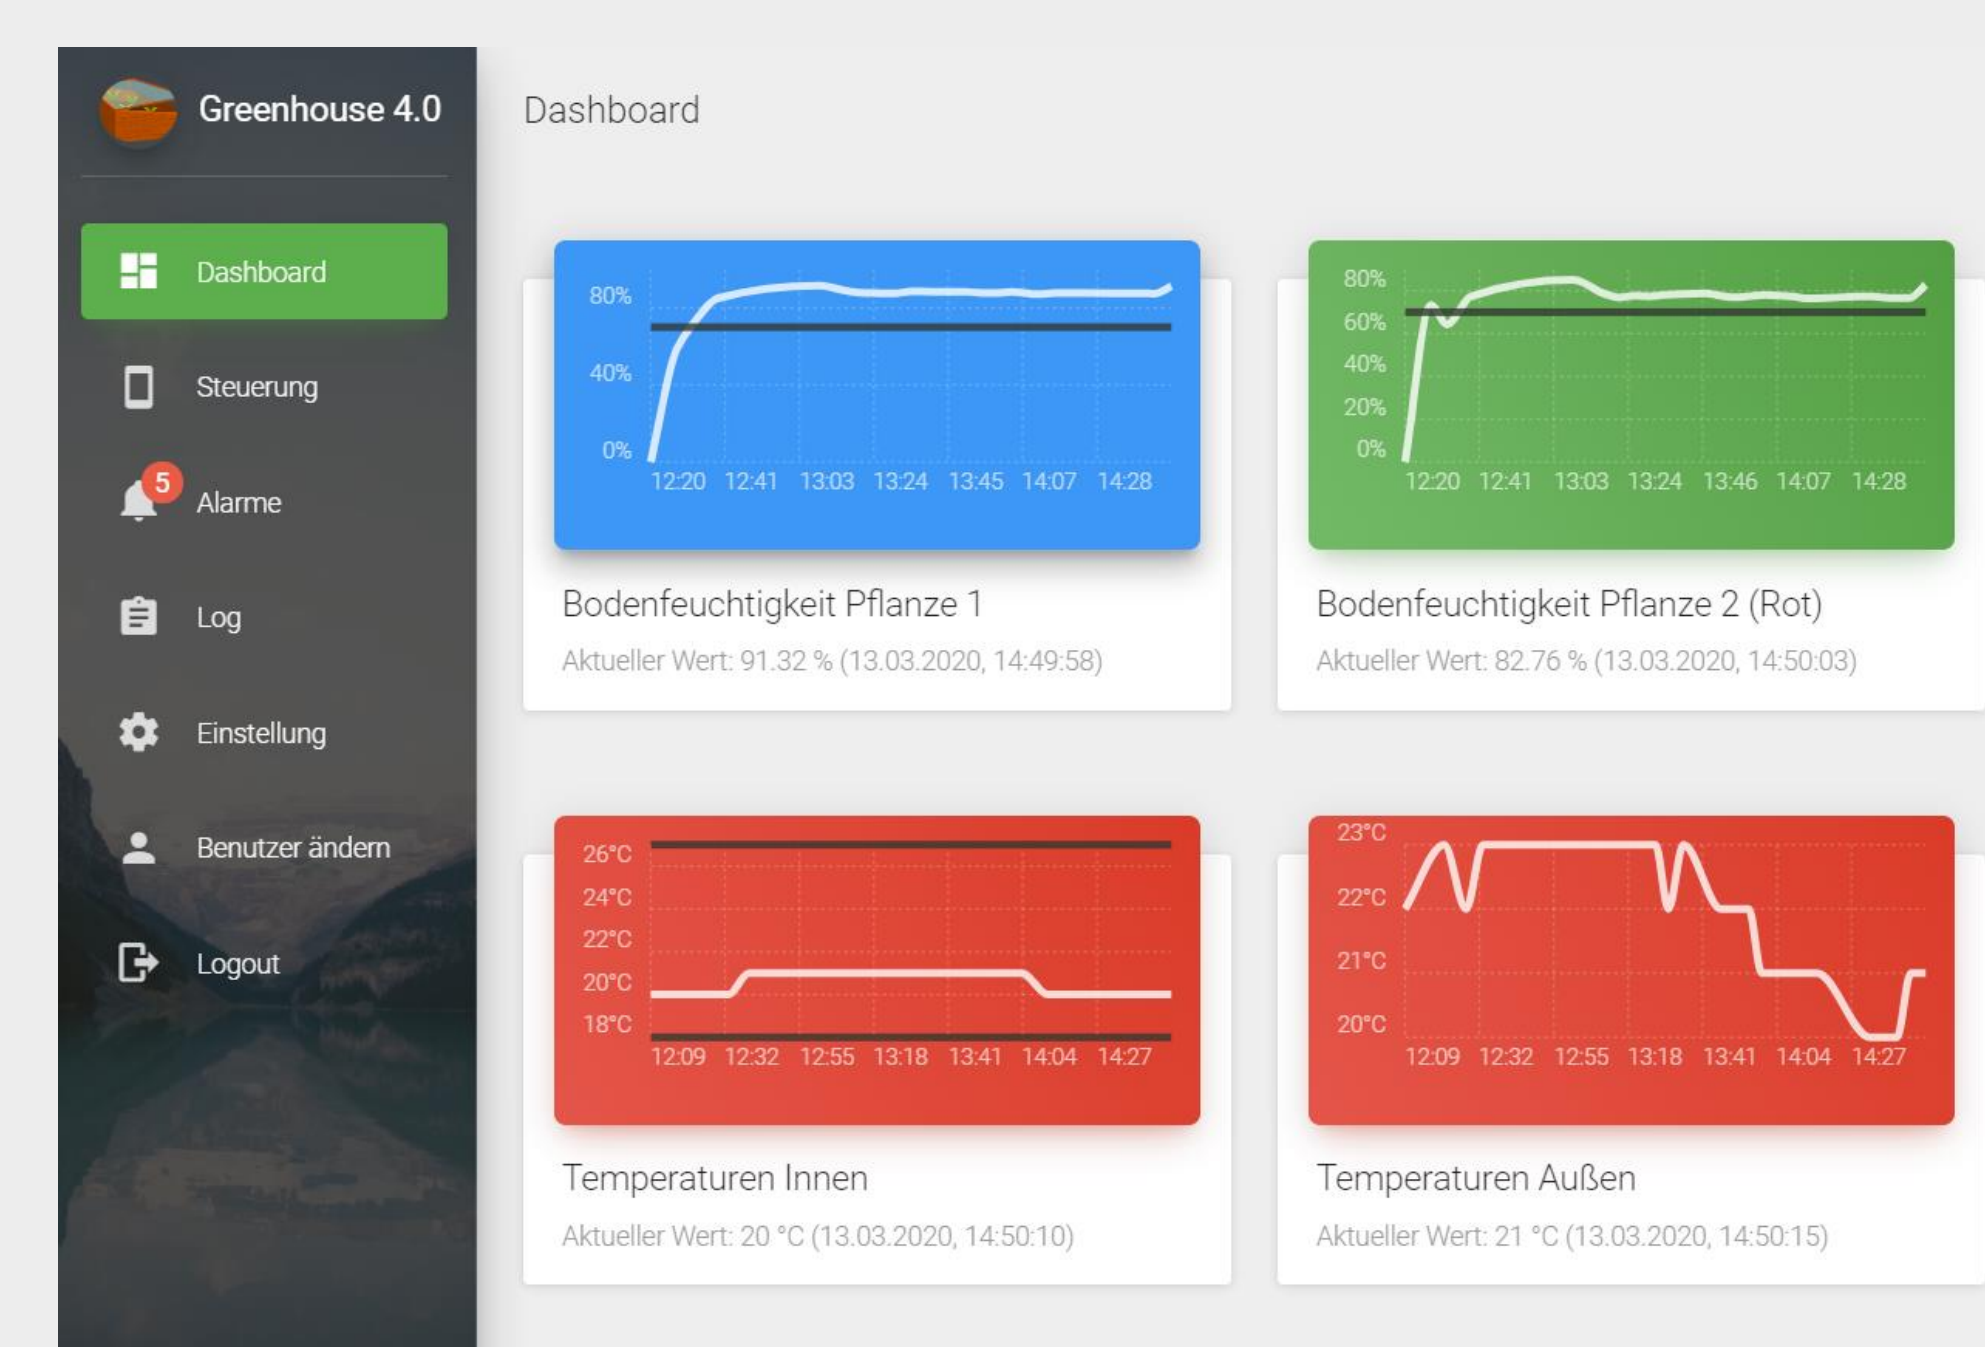 Greenhouse 4.0
Dashboard
Steuerung
5
Alarme
Log
Einstellung
Benutzer ändern
Logout
Dashboard
80%
40%
0%
12:20 12:41 13:03 13:24 13:45 14:07 14:28
Bodenfeuchtigkeit Pflanze 1
Aktueller Wert: 91.32 % (13.03.2020, 14:49:58)
80%
60%
40%
20%
0%
12:20 12:41 13:03 13:24 13:46 14:07 14:28
Bodenfeuchtigkeit Pflanze 2 (Rot)
Aktueller Wert: 82.76 % (13.03.2020, 14:50:03)
26°C
24°C
22°C
20°C
18°C
12:09 12:32 12:55 13:18 13:41 14:04 14:27
Temperaturen Innen
Aktueller Wert: 20 °C (13.03.2020, 14:50:10)
23°C
22°C
21°C
20°C
12:09 12:32 12:55 13:18 13:41 14:04 14:27
Temperaturen Außen
Aktueller Wert: 21 °C (13.03.2020, 14:50:15)